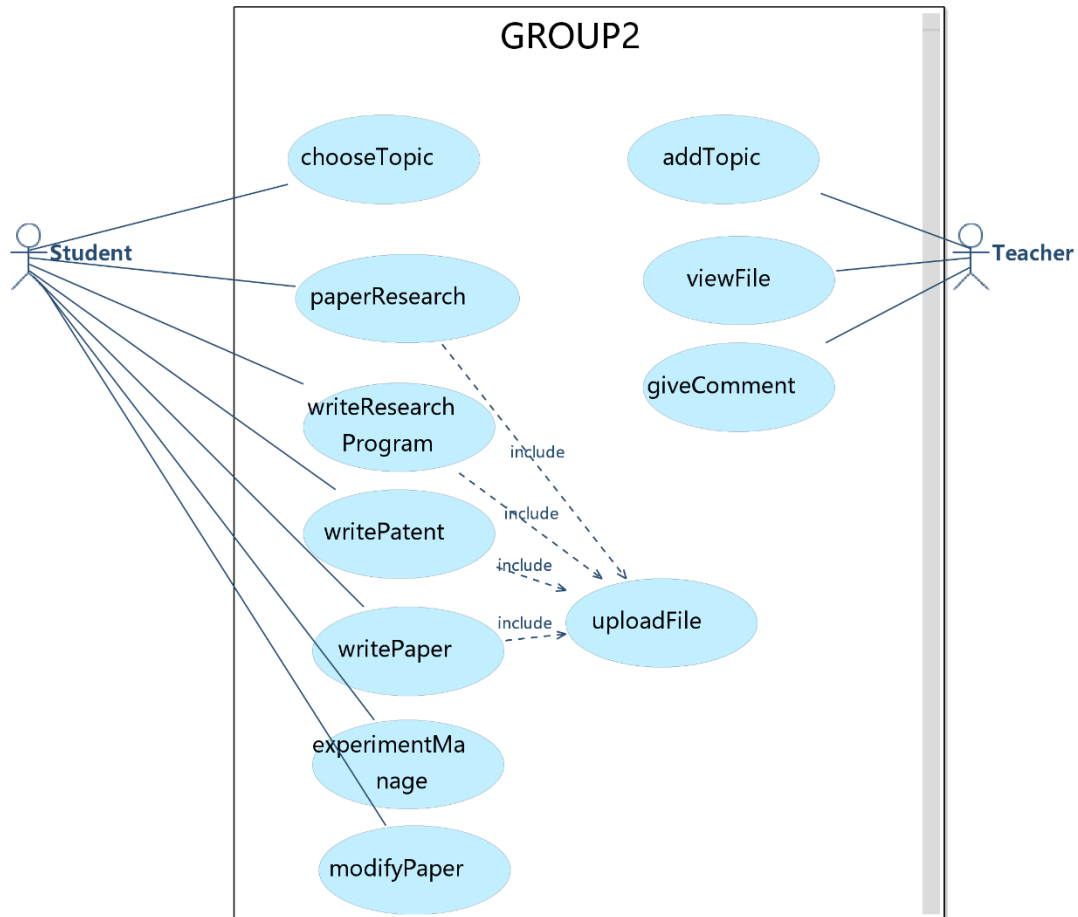 GROUP2
chooseTopic
addTopic
Student
Teacher
viewFile
paperResearch
giveComment
writeResearch
Program
include
include
writePatent
include
uploadFile
include
writePaper
experimentMa
nage
modifyPaper